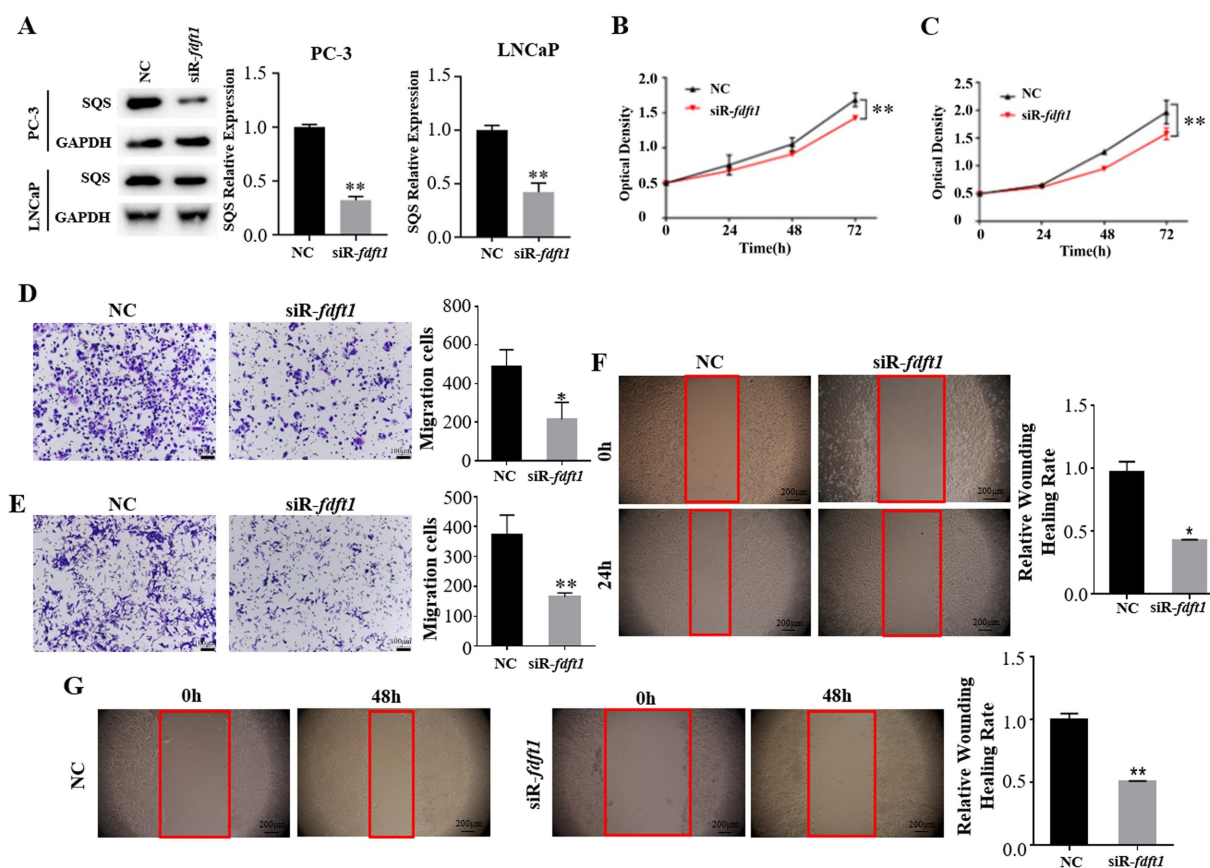 A
NC
siR-fdft1
PC-3
SQS
GAPDH
LNCaP
SQS
GAPDH
PC-3
SQS Relative Expression
1.5
1.0
0.5
0.0
**
NC
siR-fdft1
LNCaP
SQS Relative Expression
1.5
1.0
0.5
0.0
**
NC
siR-fdft1
B
Optical Density
2.0
1.5
1.0
0.5
0
NC
siR-fdft1
**
0
24
48
72
Time(h)
C
Optical Density
2.5
2.0
1.5
1.0
0.5
0
NC
siR-fdft1
**
0
24
48
72
Time(h)
D
NC
100μm
siR-fdft1
100μm
Migration cells
800
600
400
200
0
*
NC
siR-fdft1
E
NC
100μm
siR-fdft1
100μm
Migration cells
500
400
300
200
100
0
**
NC
siR-fdft1
F
NC
siR-fdft1
0h
200μm
200μm
24h
200μm
200μm
Relative Wounding
Healing Rate
1.5
1.0
0.5
0.0
*
NC
siR-fdft1
G
0h
48h
NC
200μm
200μm
0h
48h
siR-fdft1
200μm
200μm
Relative Wounding
Healing Rate
1.5
1.0
0.5
0.0
**
NC
siR-fdft1